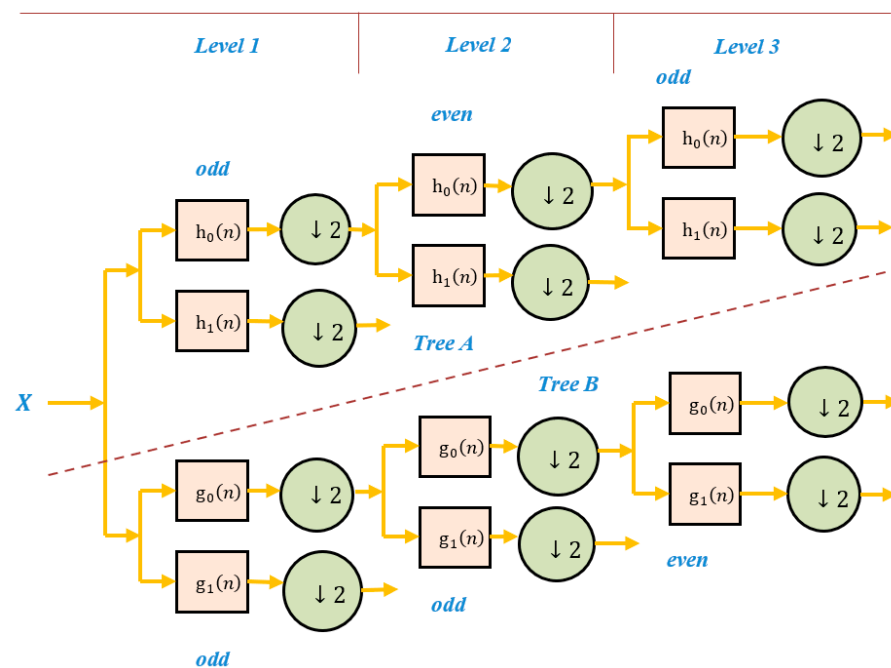 Level 1
Level 2
Level 3
odd
even
odd
h₀(n)
↓ 2
h₀(n)
↓ 2
h₀(n)
↓ 2
h₁(n)
↓ 2
h₁(n)
↓ 2
h₁(n)
↓ 2
Tree A
X
Tree B
g₀(n)
↓ 2
g₀(n)
↓ 2
g₀(n)
↓ 2
g₁(n)
↓ 2
g₁(n)
↓ 2
g₁(n)
↓ 2
odd
odd
even